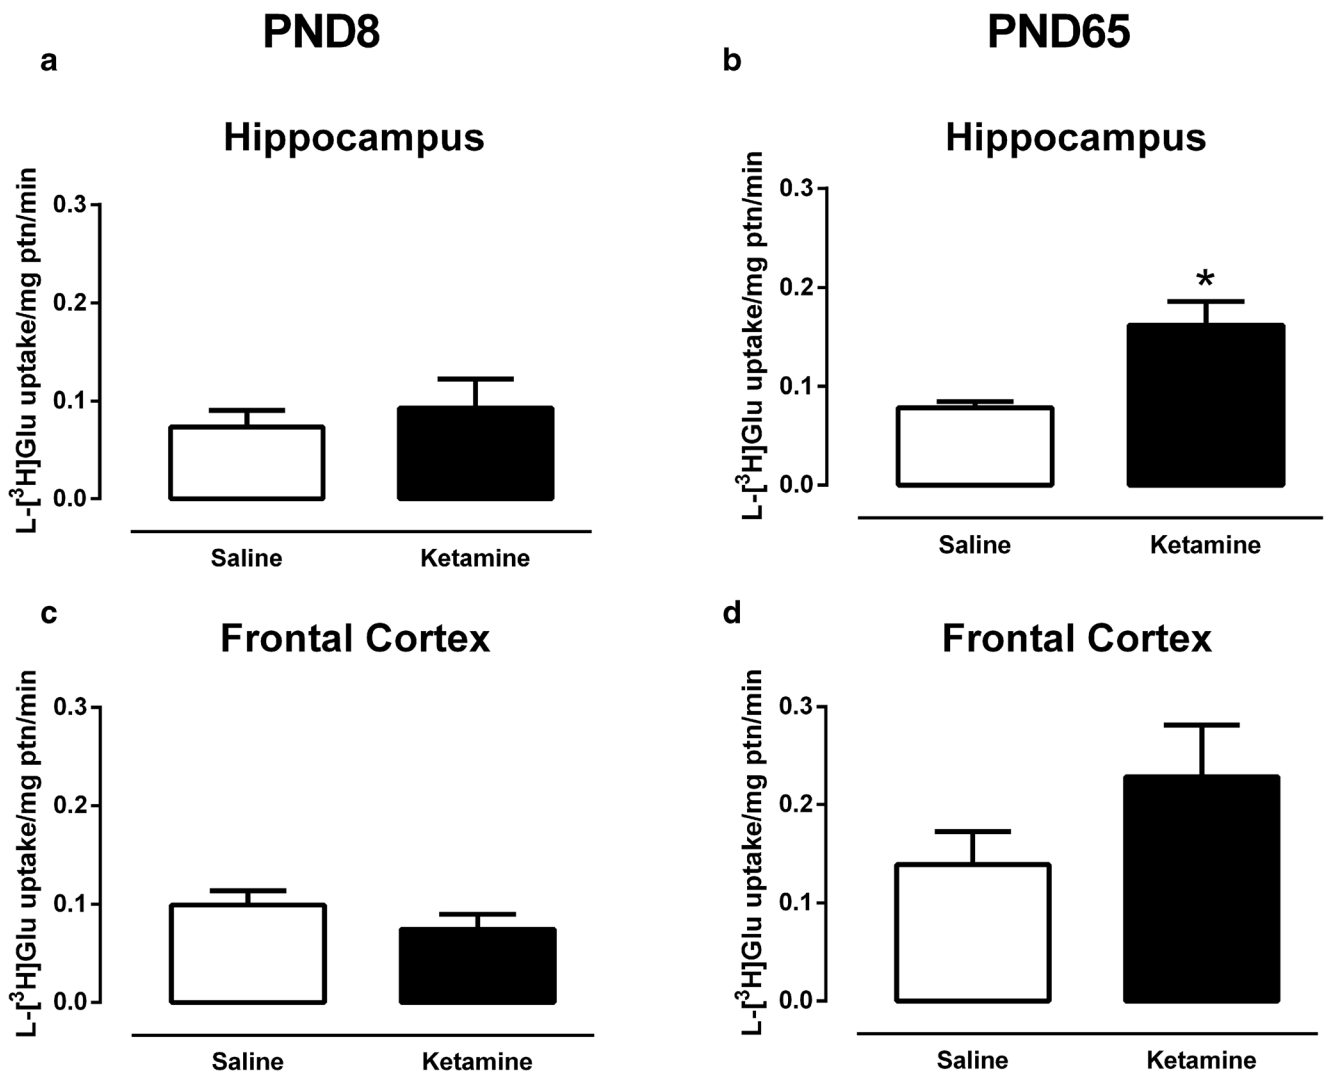 PND8
PND65
a
Hippocampus
L-[³H]Glu uptake/mg ptn/min
0.3
0.2
0.1
0.0
Saline Ketamine
b
Hippocampus
L-[³H]Glu uptake/mg ptn/min
0.3
0.2
0.1
0.0
*
Saline Ketamine
c
Frontal Cortex
L-[³H]Glu uptake/mg ptn/min
0.3
0.2
0.1
0.0
Saline Ketamine
d
Frontal Cortex
L-[³H]Glu uptake/mg ptn/min
0.3
0.2
0.1
0.0
Saline Ketamine